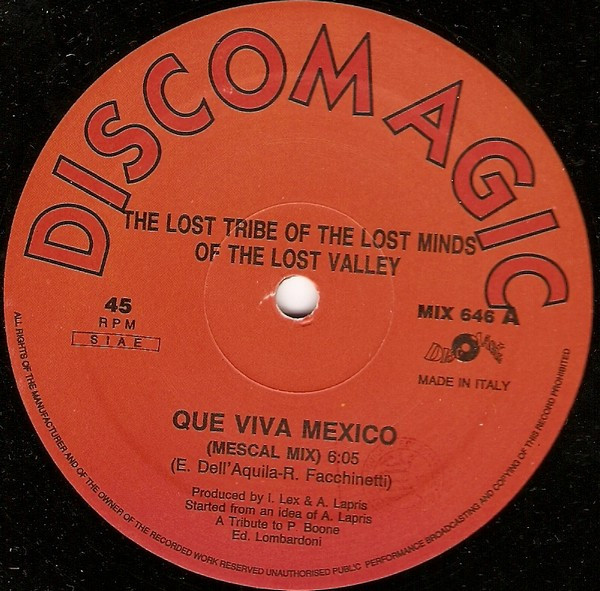 DISCOMAGIC
THE LOST TRIBE OF THE LOST MINDS
OF THE LOST VALLEY
45
RPM
SIAE
MIX 646 A
DISCO MAGIC
MADE IN ITALY
QUE VIVA MEXICO
(MESCAL MIX) 6:05
(E. Dell'Aquila-R. Facchinetti)
Produced by I. Lex & A. Lapris
Started from an idea of A. Lapris
A Tribute to P. Boone
Ed. Lombardoni
ALL RIGHTS OF THE MANUFACTURER AND OF THE OWNER OF THE RECORDED WORK RESERVED UNAUTHORISED PUBLIC PERFORMANCE BROADCASTING AND COPYING OF THIS RECORD PROHIBITED